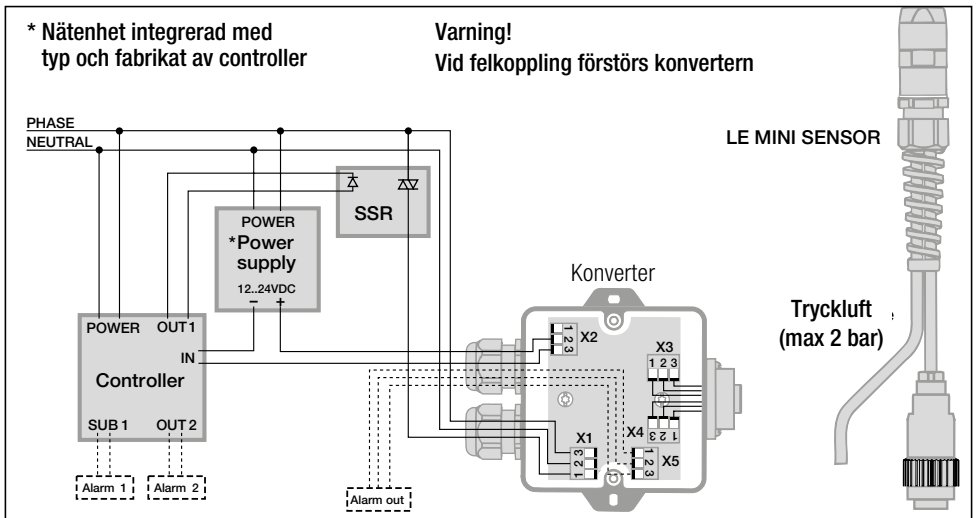 * Nätenhet integrerad med
typ och fabrikat av controller
Varning!
Vid felkoppling förstörs konvertern
PHASE
NEUTRAL
LE MINI SENSOR
SSR
POWER
*Power
supply
12..24VDC
– +
Konverter
Tryckluft
(max 2 bar)
POWER OUT1
IN
Controller
SUB 1 OUT2
Alarm 1
Alarm 2
Alarm out
X2
1
2
3
X3
1 2 3
X4
3 2 1
X1
3
2
1
X5
1
2
3